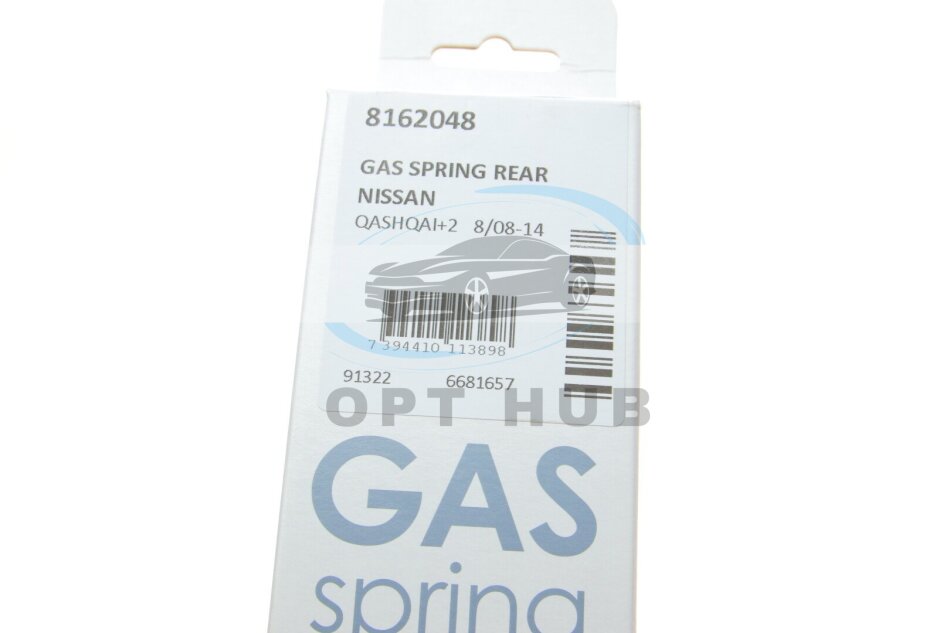 8162048
GAS SPRING REAR
NISSAN
QASHQAI+2 8/08-14
7 394410 113898
91322 6681657
OPT HUB
GAS
spring